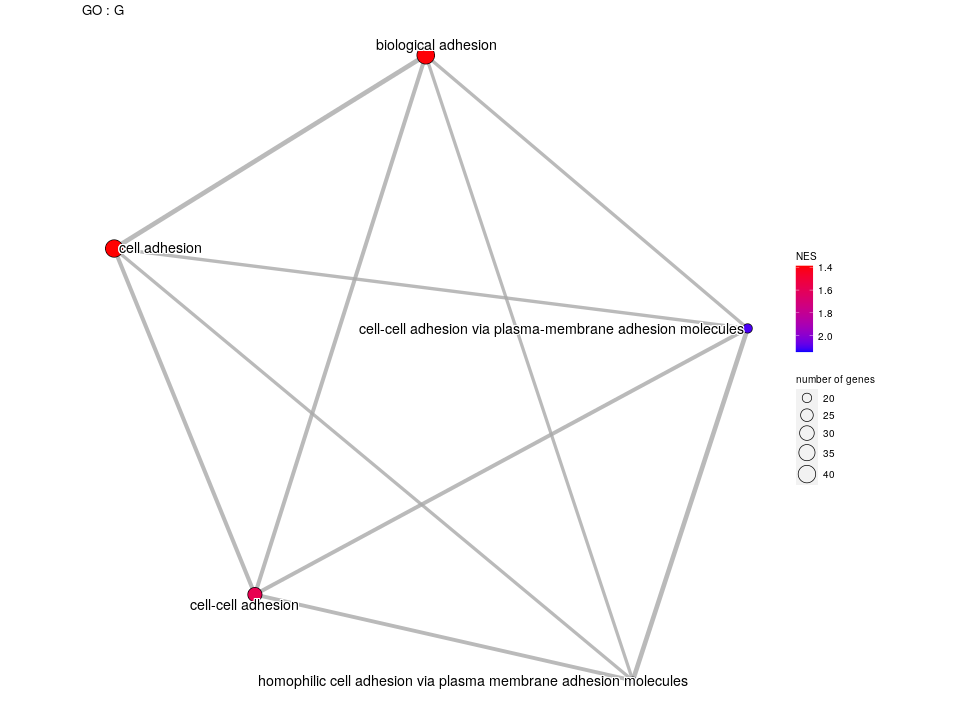 GO : G
biological adhesion
cell adhesion
cell-cell adhesion via plasma-membrane adhesion molecules
cell-cell adhesion
homophilic cell adhesion via plasma membrane adhesion molecules
NES
1.4
1.6
1.8
2.0
number of genes
20
25
30
35
40